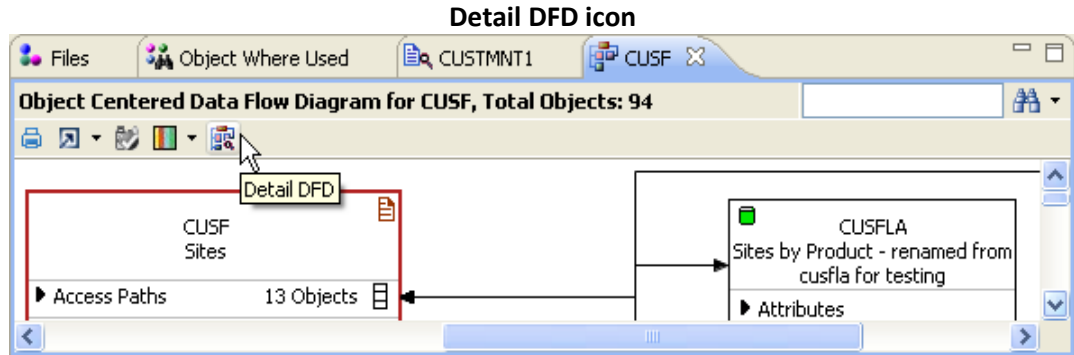 Detail DFD icon
Files Object Where Used CUSTMNT1 CUSF
Object Centered Data Flow Diagram for CUSF, Total Objects: 94
Detail DFD
CUSF
Sites
Access Paths 13 Objects
CUSFLA
Sites by Product - renamed from
cusfla for testing
Attributes